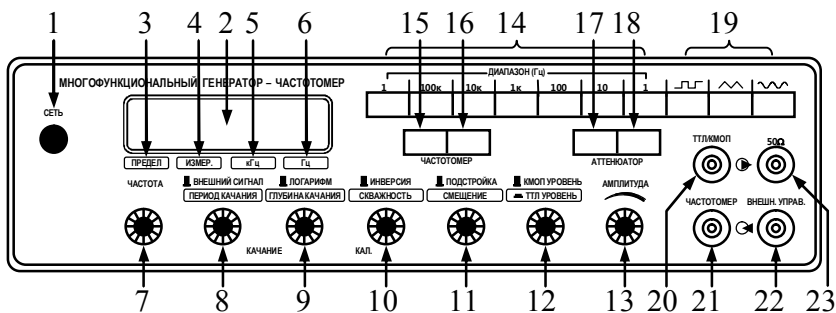 1 3 4 2 5 6 15 16 14 17 18 19
МНОГОФУНКЦИОНАЛЬНЫЙ ГЕНЕРАТОР – ЧАСТОТОМЕР
ДИАПАЗОН (Гц)
1 100к 10к 1к 100 10 1
СЕТЬ
ПРЕДЕЛ ИЗМЕР. кГц Гц
ЧАСТОТОМЕР АТТЕНЮАТОР
ТТЛ/КМОП 50Ω
ЧАСТОТА
ВНЕШНИЙ СИГНАЛ ЛОГАРИФМ ИНВЕРСИЯ ПОДСТРОЙКА КМОП УРОВЕНЬ АМПЛИТУДА
ПЕРИОД КАЧАНИЯ ГЛУБИНА КАЧАНИЯ СКВАЖНОСТЬ СМЕЩЕНИЕ ТТЛ УРОВЕНЬ
ЧАСТОТОМЕР ВНЕШН. УПРАВ.
КАЧАНИЕ КАЛ.
7 8 9 10 11 12 13 20 21 22 23